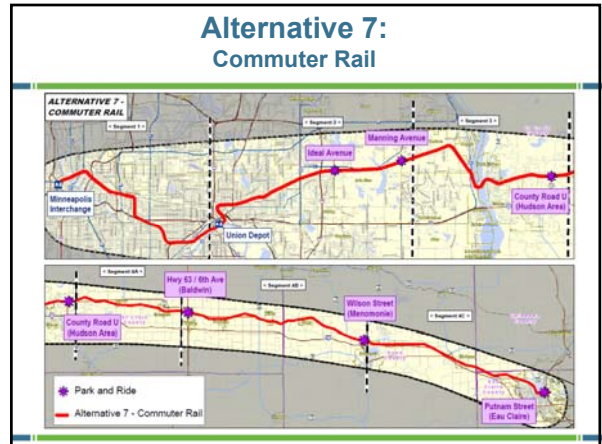 Alternative 7:
Commuter Rail
ALTERNATIVE 7 -
COMMUTER RAIL
< Segment 1 >
< Segment 2 >
< Segment 3 >
Manning Avenue
Ideal Avenue
Minneapolis
Interchange
Union Depot
County Road U
(Hudson Area)
< Segment 4A >
Hwy 63 / 6th Ave
(Baldwin)
< Segment 4B >
Wilson Street
(Menomonie)
< Segment 4C >
County Road U
(Hudson Area)
Putnam Street
(Eau Claire)
Park and Ride
Alternative 7 - Commuter Rail